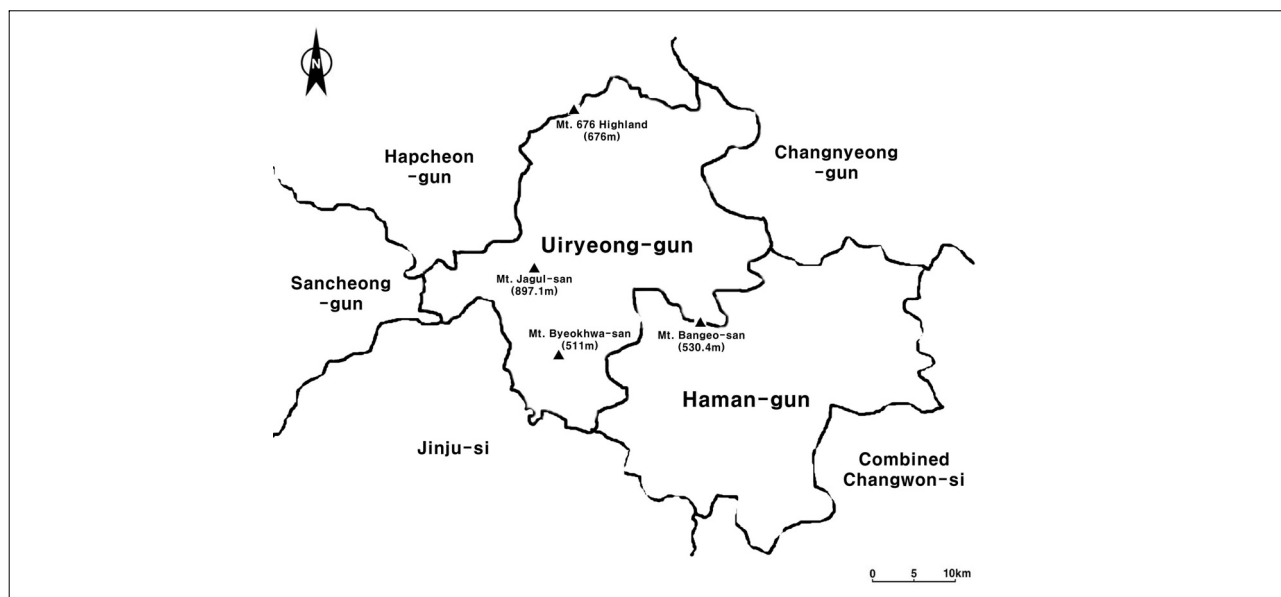 N
Mt. 676 Highland
(676m)
Hapcheon
-gun
Changnyeong
-gun
Uiryeong-gun
Mt. Jagul-san
(897.1m)
Sancheong
-gun
Mt. Byeokhwa-san
(511m)
Mt. Bangeo-san
(530.4m)
Haman-gun
Jinju-si
Combined
Changwon-si
0 5 10km